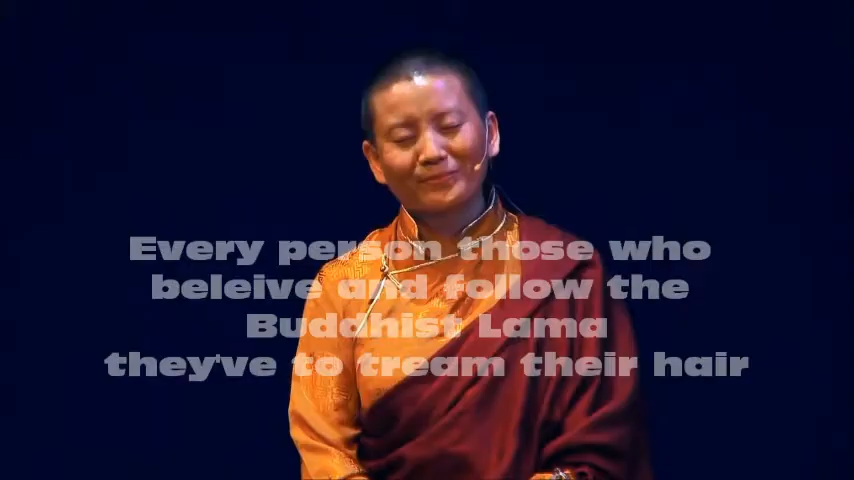 Every person those who
beleive and follow the
Buddhist Lama
they've to tream their hair